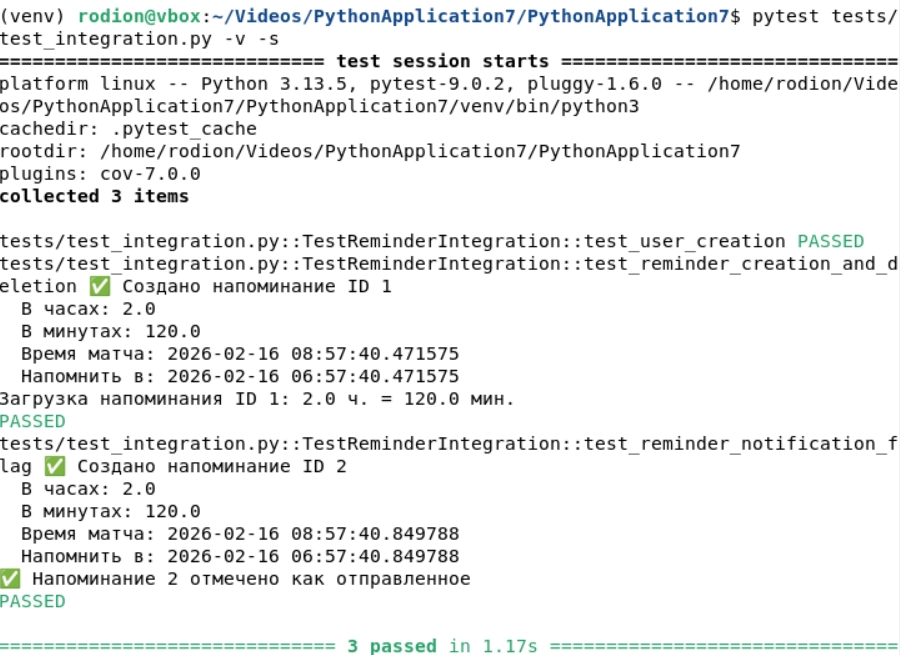 (venv) rodion@vbox:~/Videos/PythonApplication7/PythonApplication7$ pytest tests/
test_integration.py -v -s
============================= test session starts ==============================
platform linux -- Python 3.13.5, pytest-9.0.2, pluggy-1.6.0 -- /home/rodion/Vide
os/PythonApplication7/PythonApplication7/venv/bin/python3
cachedir: .pytest_cache
rootdir: /home/rodion/Videos/PythonApplication7/PythonApplication7
plugins: cov-7.0.0
collected 3 items

tests/test_integration.py::TestReminderIntegration::test_user_creation PASSED
tests/test_integration.py::TestReminderIntegration::test_reminder_creation_and_d
eletion ✅ Создано напоминание ID 1
  В часах: 2.0
  В минутах: 120.0
  Время матча: 2026-02-16 08:57:40.471575
  Напомнить в: 2026-02-16 06:57:40.471575
Загрузка напоминания ID 1: 2.0 ч. = 120.0 мин.
PASSED
tests/test_integration.py::TestReminderIntegration::test_reminder_notification_f
lag ✅ Создано напоминание ID 2
  В часах: 2.0
  В минутах: 120.0
  Время матча: 2026-02-16 08:57:40.849788
  Напомнить в: 2026-02-16 06:57:40.849788
✅ Напоминание 2 отмечено как отправленное
PASSED

============================== 3 passed in 1.17s ===============================